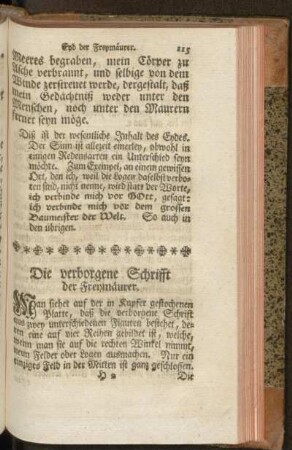 Eyd der Freymäurer. 115
Meeres begraben, mein Cörper zu
Asche verbrannt, und selbige von dem
Winde zerstreuet werde, dergestalt, daß
mein Gedächtniß weder unter den
Menschen, noch unter den Maurern
ferner seyn möge.
Diß ist der wesentliche Inhalt des Eydes.
Der Sinn ist allezeit einerley, obwohl in
einigen Redensarten ein Unterschied seyn
möchte. Zum Exempel, an einem gewissen
Ort, den ich, weil die Logen daselbst verbo-
ten sind, nicht nenne, wird statt der Worte,
ich verbinde mich vor GOtt, gesagt:
ich verbinde mich vor dem grossen
Baumeister der Welt. So auch in
den übrigen.
Die verborgene Schrifft
der Freymäurer.
Man siehet auf der in Kupfer gestochenen
Platte, daß die verborgene Schrift
aus zwey unterschiedenen Figuren bestehet, de-
ren eine auf vier Reihen gebildet ist, welche,
wenn man sie auf die rechten Winkel nimmt,
neun Felder oder Logen ausmachen. Nur ein
einziges Feld in der Mitten ist ganz geschlossen.
H 2 Die